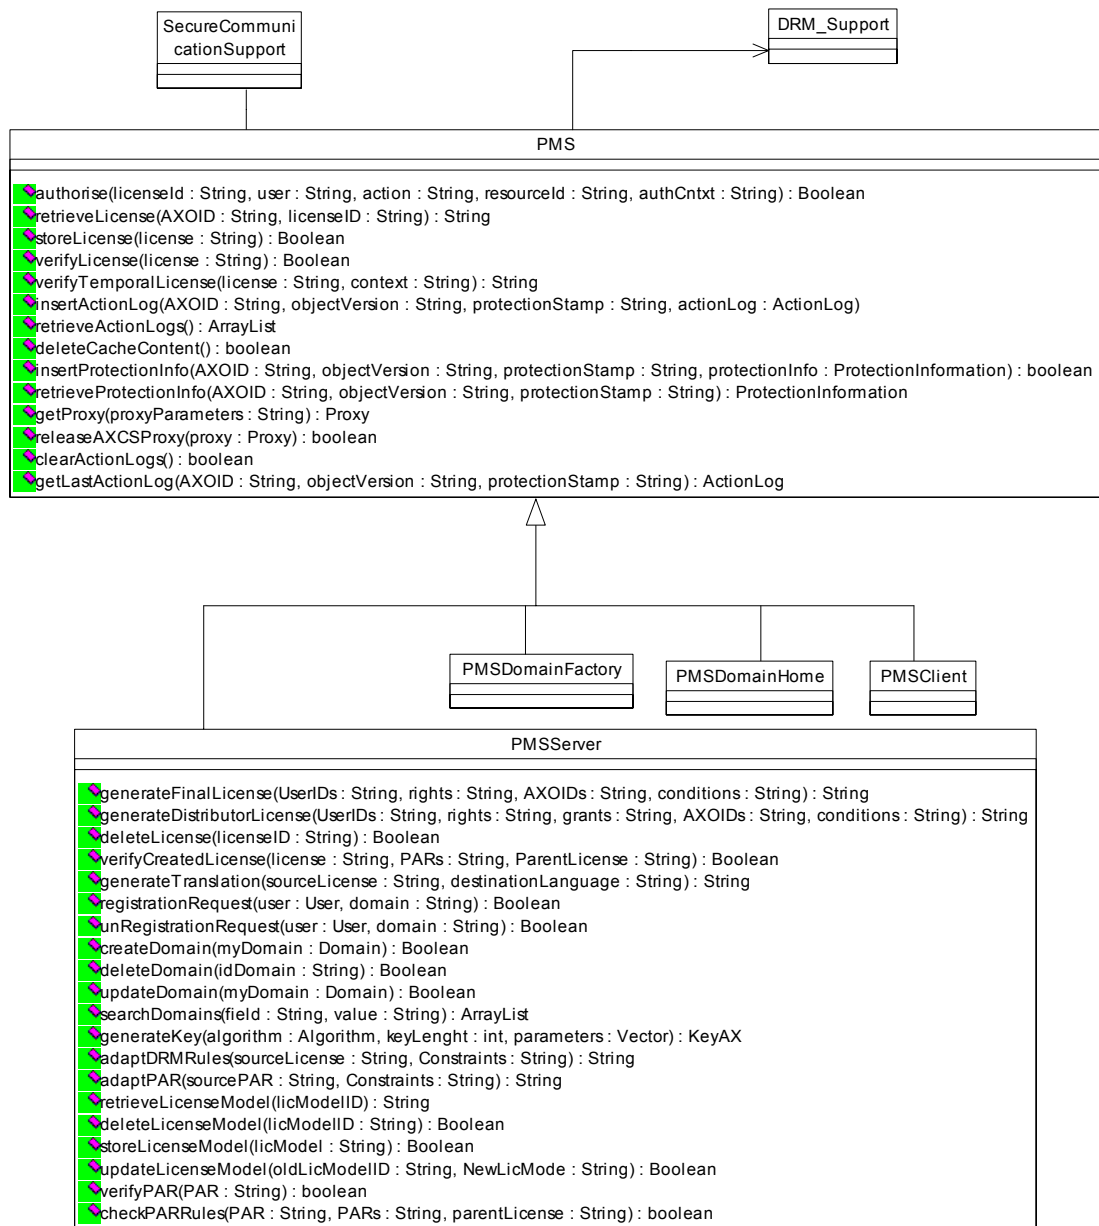 SecureCommuni
cationSupport
DRM_Support
PMS
authorise(licenseId : String, user : String, action : String, resourceId : String, authCntxt : String) : Boolean
retrieveLicense(AXOID : String, licenseID : String) : String
storeLicense(license : String) : Boolean
verifyLicense(license : String) : Boolean
verifyTemporalLicense(license : String, context : String) : String
insertActionLog(AXOID : String, objectVersion : String, protectionStamp : String, actionLog : ActionLog)
retrieveActionLogs() : ArrayList
deleteCacheContent() : boolean
insertProtectionInfo(AXOID : String, objectVersion : String, protectionStamp : String, protectionInfo : ProtectionInformation) : boolean
retrieveProtectionInfo(AXOID : String, objectVersion : String, protectionStamp : String) : ProtectionInformation
getProxy(proxyParameters : String) : Proxy
releaseAXCSProxy(proxy : Proxy) : boolean
clearActionLogs() : boolean
getLastActionLog(AXOID : String, objectVersion : String, protectionStamp : String) : ActionLog
PMSDomainFactory
PMSDomainHome
PMSClient
PMSServer
generateFinalLicense(UserIDs : String, rights : String, AXOIDs : String, conditions : String) : String
generateDistributorLicense(UserIDs : String, rights : String, grants : String, AXOIDs : String, conditions : String) : String
deleteLicense(licenseID : String) : Boolean
verifyCreatedLicense(license : String, PARs : String, ParentLicense : String) : Boolean
generateTranslation(sourceLicense : String, destinationLanguage : String) : String
registrationRequest(user : User, domain : String) : Boolean
unRegistrationRequest(user : User, domain : String) : Boolean
createDomain(myDomain : Domain) : Boolean
deleteDomain(idDomain : String) : Boolean
updateDomain(myDomain : Domain) : Boolean
searchDomains(field : String, value : String) : ArrayList
generateKey(algorithm : Algorithm, keyLenght : int, parameters : Vector) : KeyAX
adaptDRMRules(sourceLicense : String, Constraints : String) : String
adaptPAR(sourcePAR : String, Constraints : String) : String
retrieveLicenseModel(licModelID) : String
deleteLicenseModel(licModelID : String) : Boolean
storeLicenseModel(licModel : String) : Boolean
updateLicenseModel(oldLicModelID : String, NewLicMode : String) : Boolean
verifyPAR(PAR : String) : boolean
checkPARRules(PAR : String, PARs : String, parentLicense : String) : boolean